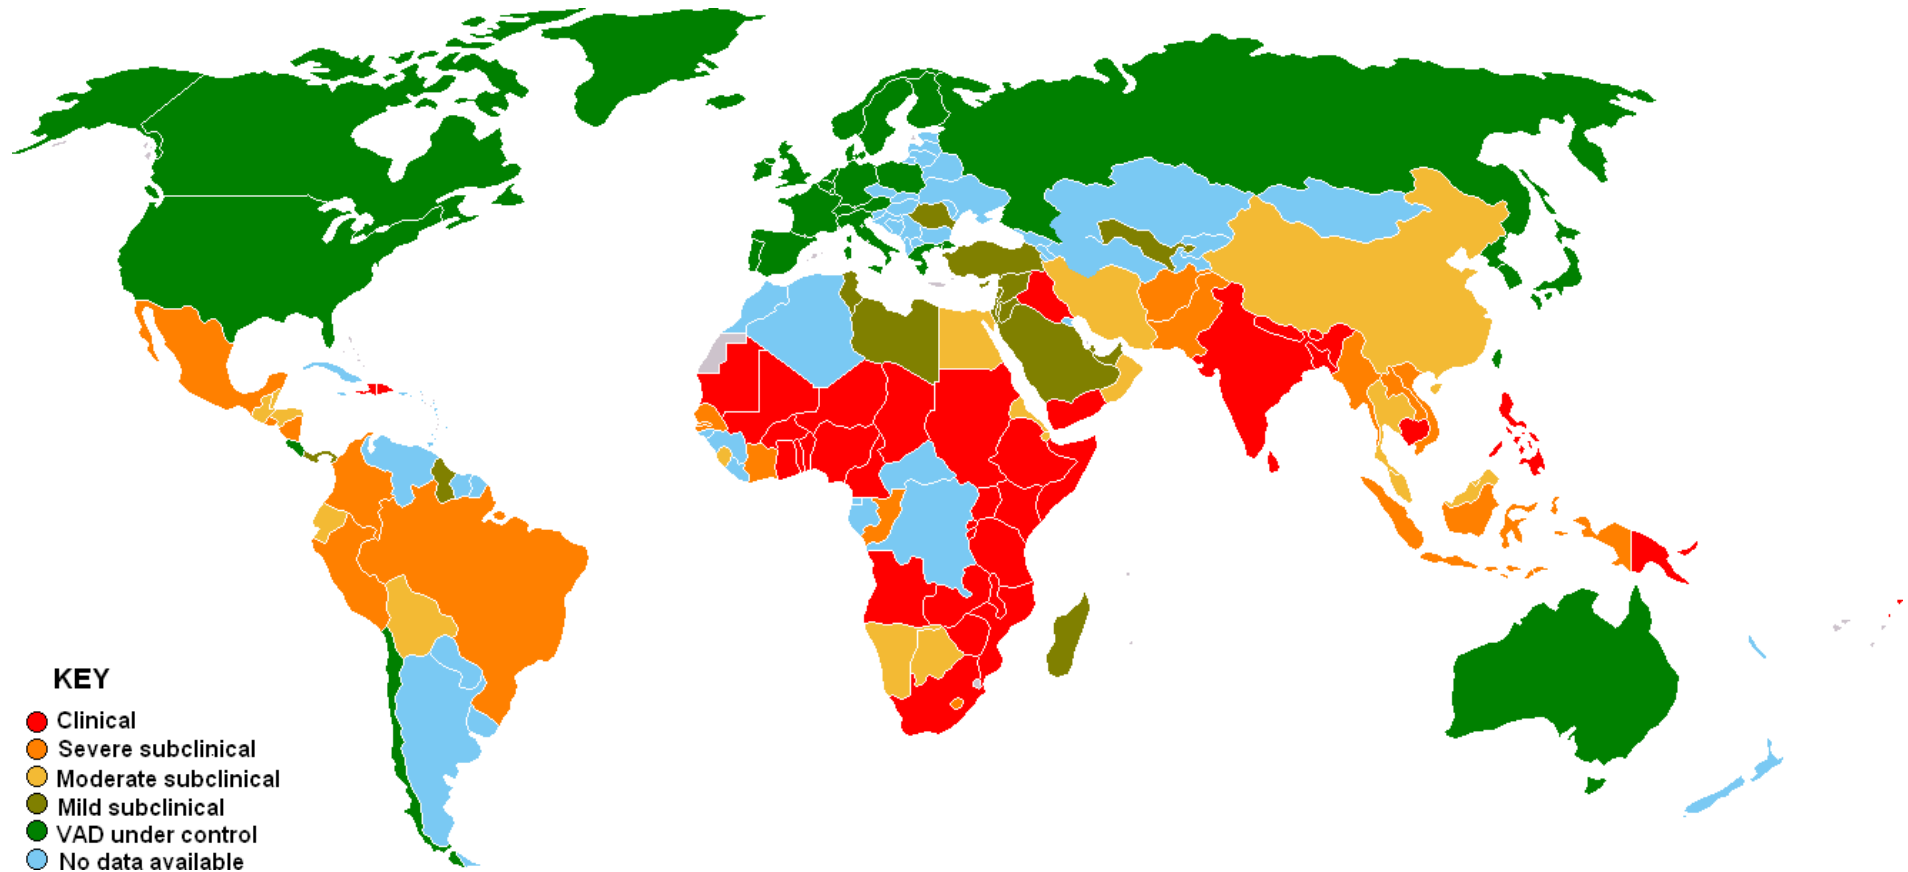 KEY
Clinical
Severe subclinical
Moderate subclinical
Mild subclinical
VAD under control
No data available